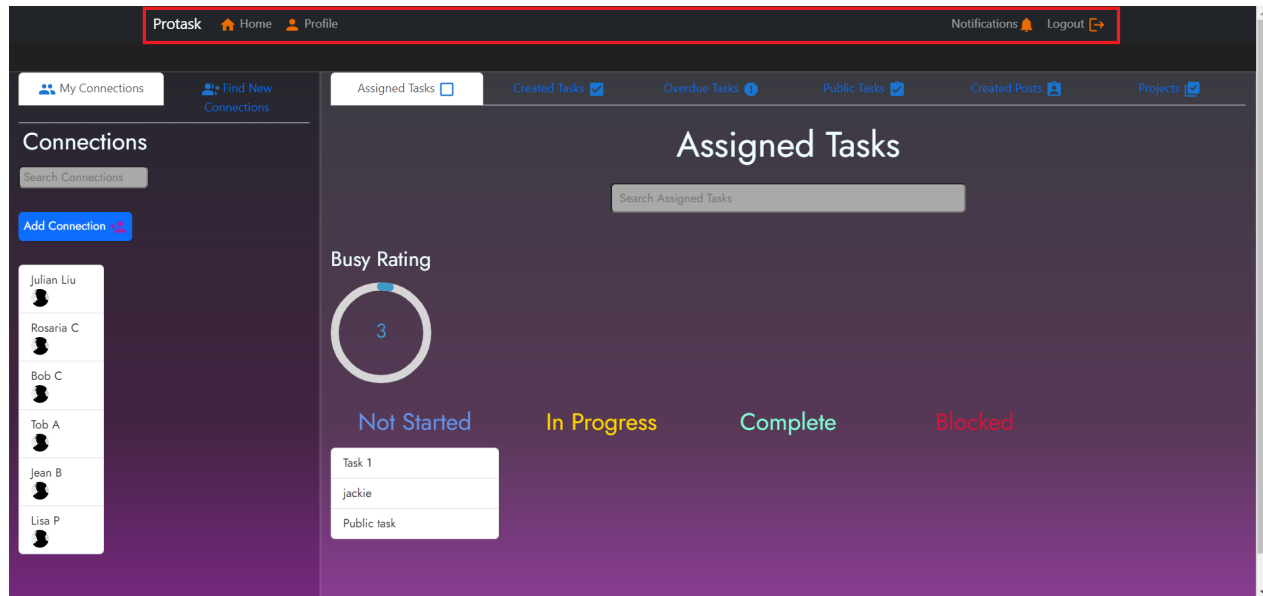 Protask Home Profile Notifications Logout
My Connections
Find New
Connections
Assigned Tasks Created Tasks Overdue Tasks Public Tasks Created Posts Projects
Connections
Search Connections
Add Connection
Julian Liu
Rosaria C
Bob C
Tob A
Jean B
Lisa P
Assigned Tasks
Search Assigned Tasks
Busy Rating
3
Not Started In Progress Complete Blocked
Task 1
jackie
Public task